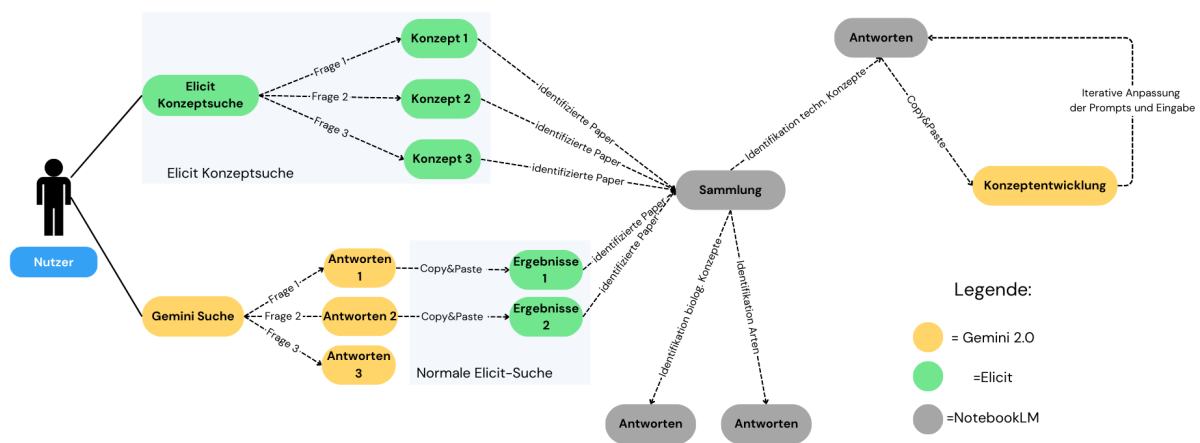 Konzept 1
Antworten
Frage 1
identifizierte Paper
Identifikation techn. Konzepte
Elicit
Konzeptsuche
Frage 2
Konzept 2
identifizierte Paper
Copy&Paste
Iterative Anpassung
der Prompts und Eingabe
Frage 3
Konzept 3
identifizierte Paper
Elicit Konzeptsuche
Sammlung
Konzeptentwicklung
Nutzer
Antworten
1
Copy&Paste
Ergebnisse
1
identifizierte Paper
Frage 1
Gemini Suche
Frage 2
Antworten 2
Copy&Paste
Ergebnisse
2
identifizierte Paper
Frage 3
Antworten
3
Normale Elicit-Suche
Identifikation biolog. Konzepte
Identifikation Arten
Antworten
Antworten
Legende:
= Gemini 2.0
=Elicit
=NotebookLM